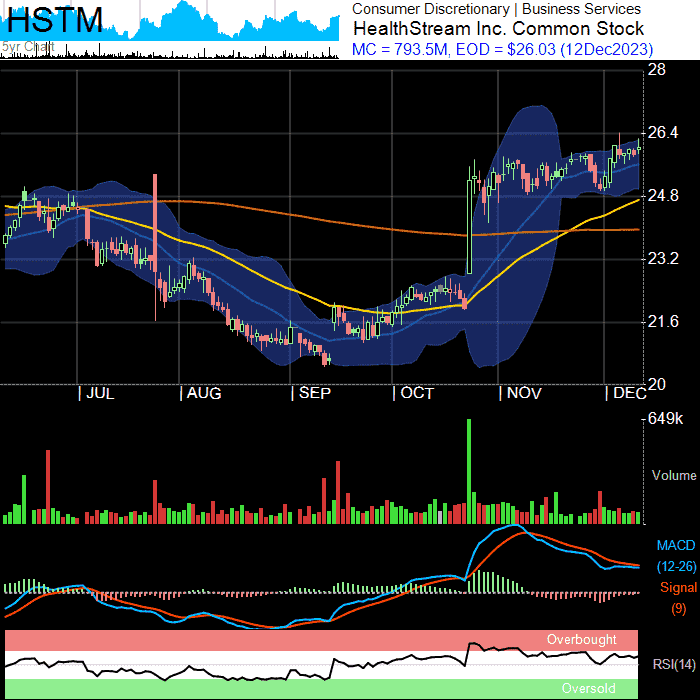 HSTM
5yr Chart
Consumer Discretionary | Business Services
HealthStream Inc. Common Stock
MC = 793.5M, EOD = $26.03 (12Dec2023)
28
26.4
24.8
23.2
21.6
20
| JUL | AUG | SEP | OCT | NOV | DEC
649k
Volume
MACD
(12-26)
Signal
(9)
Overbought
RSI(14)
Oversold